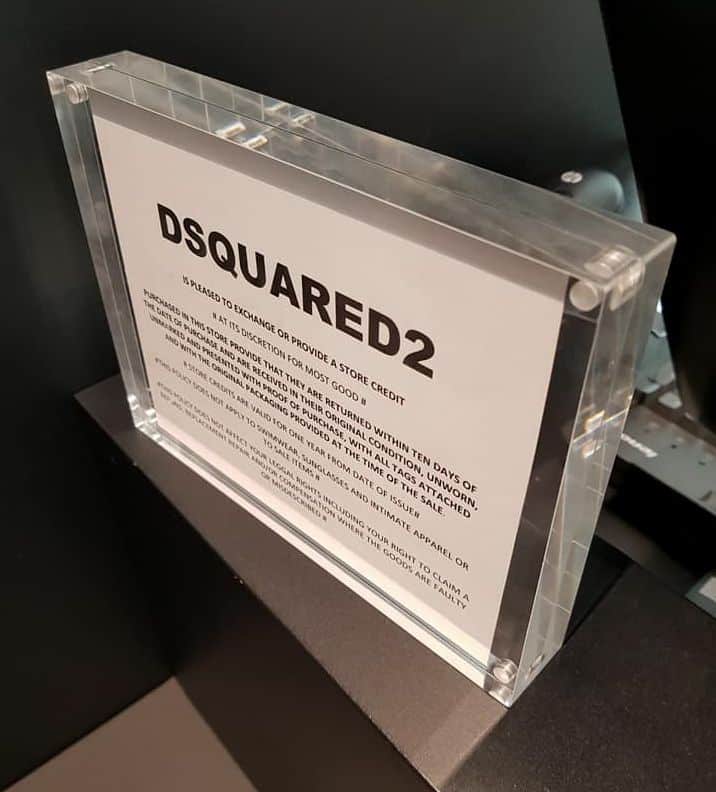 DSQUARED2
IS PLEASED TO EXCHANGE OR PROVIDE A STORE CREDIT
# AT ITS DISCRETION FOR MOST GOOD #
PURCHASED IN THIS STORE PROVIDE THAT THEY ARE RETURNED WITHIN TEN DAYS OF
THE DATE OF PURCHASE AND ARE RECEIVED IN THEIR ORIGINAL CONDITION, UNWORN,
UNMARKED AND PRESENTED WITH PROOF OF PURCHASE, WITH ALL TAGS ATTACHED
AND WITH THE ORIGINAL PACKAGING PROVIDED AT THE TIME OF THE SALE.
# STORE CREDITS ARE VALID FOR ONE YEAR FROM DATE OF ISSUE#
#THIS POLICY DOES NOT APPLY TO SWIMWEAR, SUNGLASSES AND INTIMATE APPAREL OR
TO SALE ITEMS #
#THIS POLICY DOES NOT AFFECT YOUR LEGGAL RIGHTS INCLUDING YOUR RIGHT TO CLAIM A
REFUND, REPLACEMENT REPAIR AND/OR COMPENSATION WHERE THE GOODS ARE FAULTY
OR MISDESCRIBED #